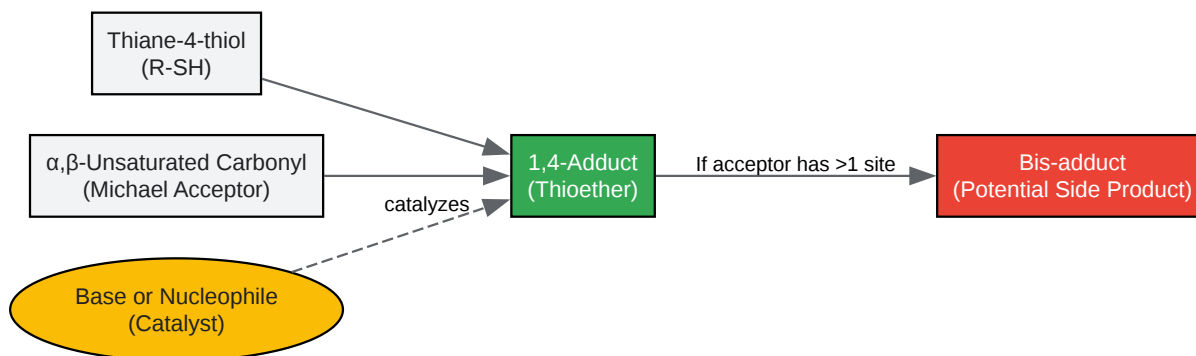 Thiane-4-thiol
(R-SH)
α,β-Unsaturated Carbonyl
(Michael Acceptor)
Base or Nucleophile
(Catalyst)
catalyzes
1,4-Adduct
(Thioether)
If acceptor has >1 site
Bis-adduct
(Potential Side Product)